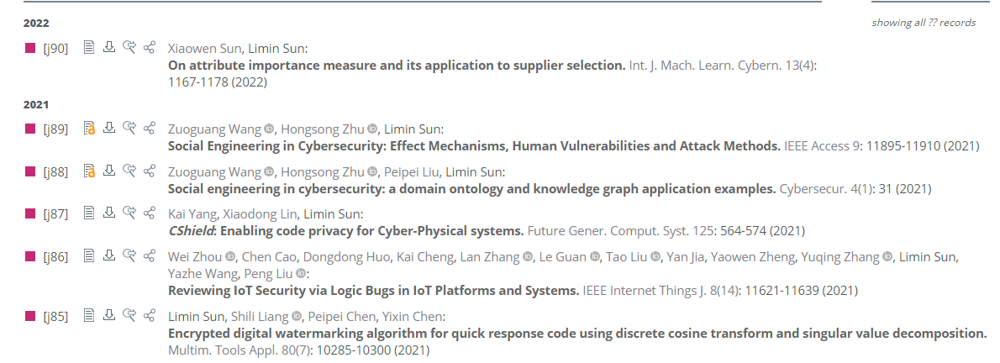 2022
showing all ?? records
[j90] Xiaowen Sun, Limin Sun:
On attribute importance measure and its application to supplier selection. Int. J. Mach. Learn. Cybern. 13(4):
1167-1178 (2022)
2021
[j89] Zuoguang Wang, Hongsong Zhu, Limin Sun:
Social Engineering in Cybersecurity: Effect Mechanisms, Human Vulnerabilities and Attack Methods. IEEE Access 9: 11895-11910 (2021)
[j88] Zuoguang Wang, Hongsong Zhu, Peipei Liu, Limin Sun:
Social engineering in cybersecurity: a domain ontology and knowledge graph application examples. Cybersecur. 4(1): 31 (2021)
[j87] Kai Yang, Xiaodong Lin, Limin Sun:
CShield: Enabling code privacy for Cyber-Physical systems. Future Gener. Comput. Syst. 125: 564-574 (2021)
[j86] Wei Zhou, Chen Cao, Dongdong Huo, Kai Cheng, Lan Zhang, Le Guan, Tao Liu, Yan Jia, Yaowen Zheng, Yuqing Zhang, Limin Sun,
Yazhe Wang, Peng Liu:
Reviewing IoT Security via Logic Bugs in IoT Platforms and Systems. IEEE Internet Things J. 8(14): 11621-11639 (2021)
[j85] Limin Sun, Shili Liang, Peipei Chen, Yixin Chen:
Encrypted digital watermarking algorithm for quick response code using discrete cosine transform and singular value decomposition.
Multim. Tools Appl. 80(7): 10285-10300 (2021)